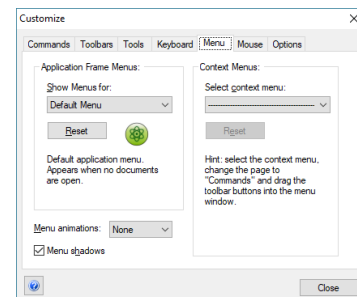 Customize
Commands Toolbars Tools Keyboard Menu Mouse Options
Application Frame Menus:
Show Menus for:
Default Menu
Reset
Default application menu.
Appears when no documents
are open.
Context Menus:
Select context menu:
Reset
Hint: select the context menu,
change the page to
"Commands" and drag the
toolbar buttons into the menu
window.
Menu animations: None
Menu shadows
Close